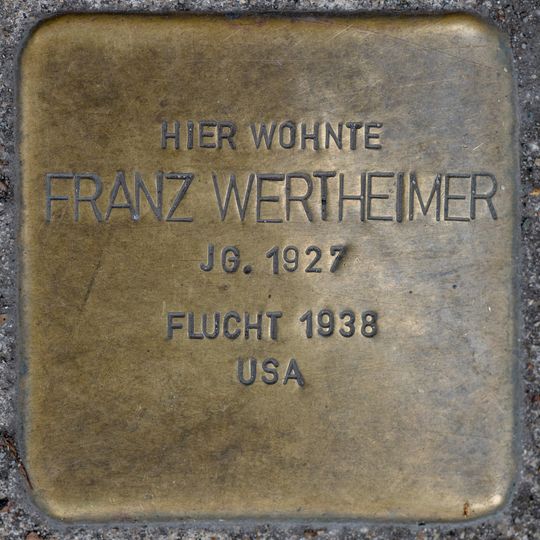 HIER WOHNTE
FRANZ WERTHEIMER
JG. 1927
FLUCHT 1938
USA